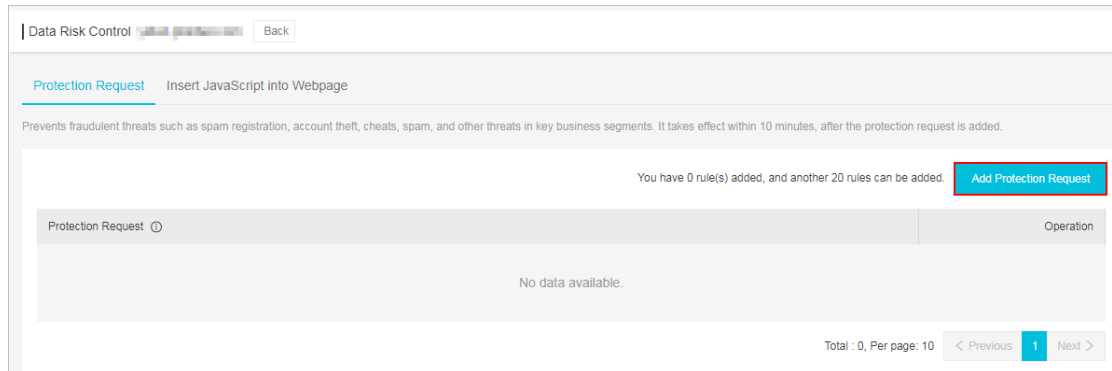 Data Risk Control Back
Protection Request Insert JavaScript into Webpage
Prevents fraudulent threats such as spam registration, account theft, cheats, spam, and other threats in key business segments. It takes effect within 10 minutes, after the protection request is added.
You have 0 rule(s) added, and another 20 rules can be added. Add Protection Request
Protection Request Operation
No data available.
Total : 0, Per page: 10 < Previous 1 Next >